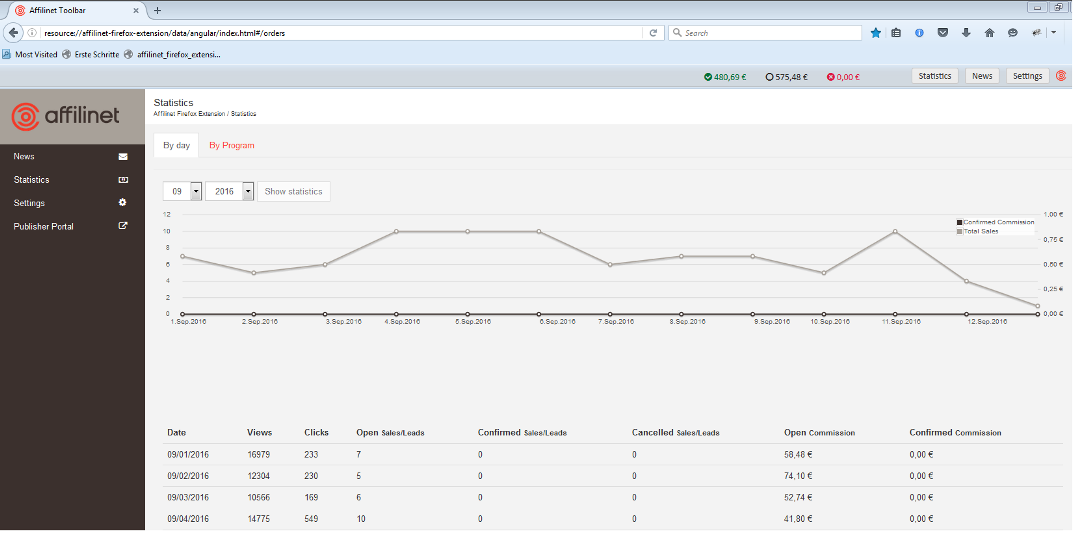 Affilinet Toolbar
resource://affilinet-firefox-extension/data/angular/index.html#/orders
Search
Most Visited Erste Schritte affilinet_firefox_extensi...
480,69 € 575,48 € 0,00 € Statistics News Settings
affilinet
News
Statistics
Settings
Publisher Portal
Statistics
Affilinet Firefox Extension / Statistics
By day By Program
09 2016 Show statistics
Confirmed Commission
Total Sales
12
10
8
6
4
2
0
1,00 €
0,75 €
0,50 €
0,25 €
0,00 €
1.Sep.2016 2.Sep.2016 3.Sep.2016 4.Sep.2016 5.Sep.2016 6.Sep.2016 7.Sep.2016 8.Sep.2016 9.Sep.2016 10.Sep.2016 11.Sep.2016 12.Sep.2016
Date Views Clicks Open Sales/Leads Confirmed Sales/Leads Cancelled Sales/Leads Open Commission Confirmed Commission
09/01/2016 16979 233 7 0 0 58,48 € 0,00 €
09/02/2016 12304 230 5 0 0 74,10 € 0,00 €
09/03/2016 10566 169 6 0 0 52,74 € 0,00 €
09/04/2016 14775 549 10 0 0 41,80 € 0,00 €